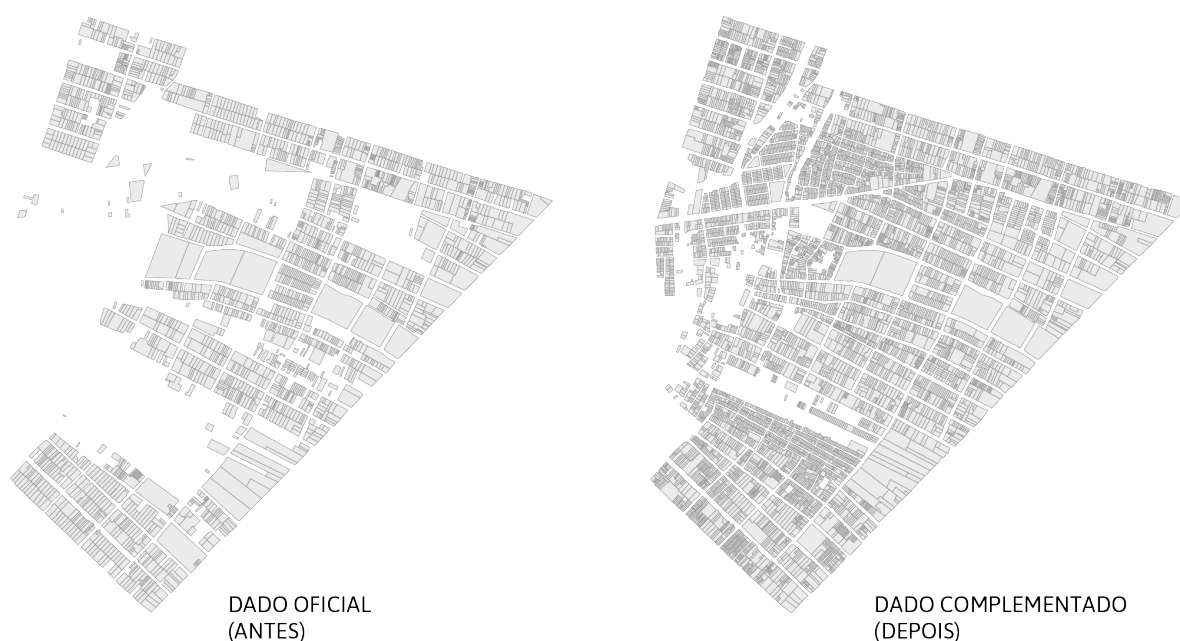 DADO OFICIAL
(ANTES)
DADO COMPLEMENTADO
(DEPOIS)